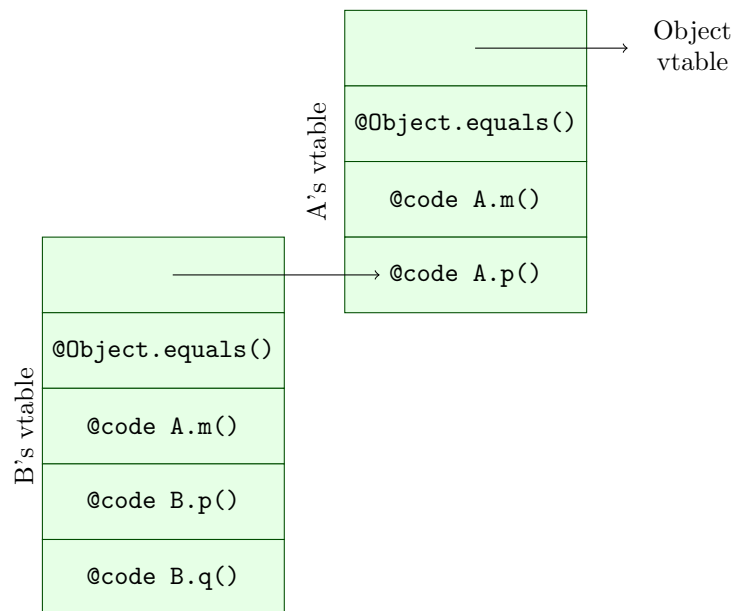 Object
vtable
A's vtable
@Object.equals()
@code A.m()
@code A.p()
B's vtable
@Object.equals()
@code A.m()
@code B.p()
@code B.q()